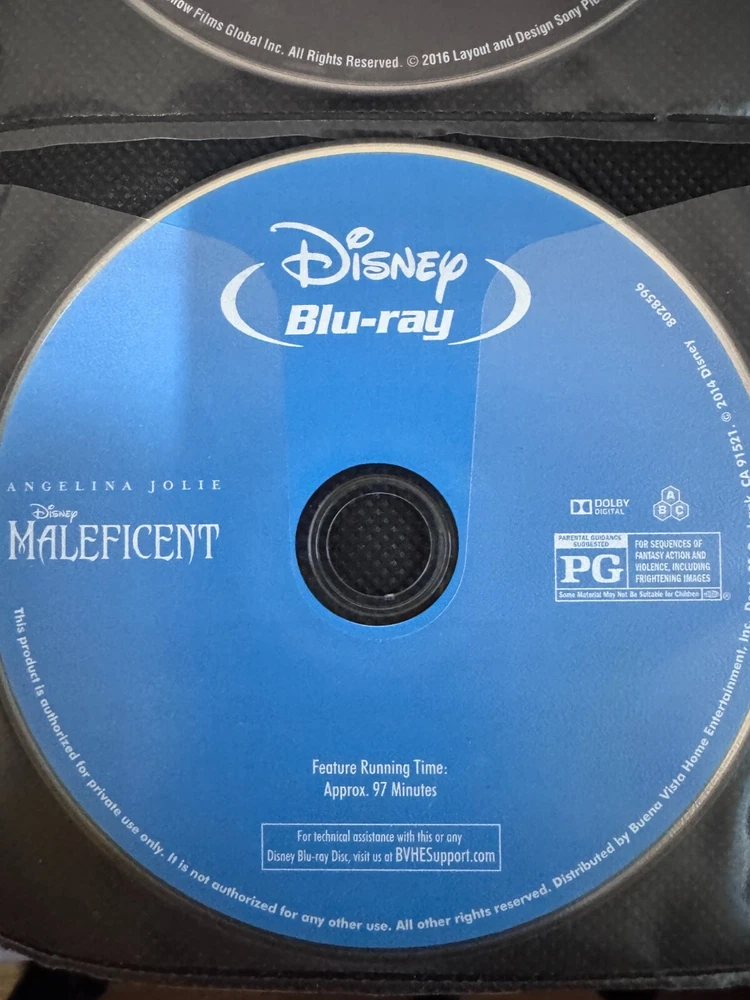 Films Global Inc. All Rights Reserved. © 2016 Layout and Design Sony
Disney
Blu-ray
ANGELINA JOLIE
Disney
MALEFICENT
DOLBY
DIGITAL
A
B C
PARENTAL GUIDANCE
SUGGESTED
PG
FOR SEQUENCES OF
FANTASY ACTION AND
VIOLENCE, INCLUDING
FRIGHTENING IMAGES
Some Material May Not Be Suitable for Children
Feature Running Time:
Approx. 97 Minutes
For technical assistance with this or any
Disney Blu-ray Disc, visit us at BVHESupport.com
This product is authorized for private use only. It is not authorized for any other use. All other rights reserved. Distributed by Buena Vista Home Entertainment, Inc. CA 91521. © 2014 Disney 8028596